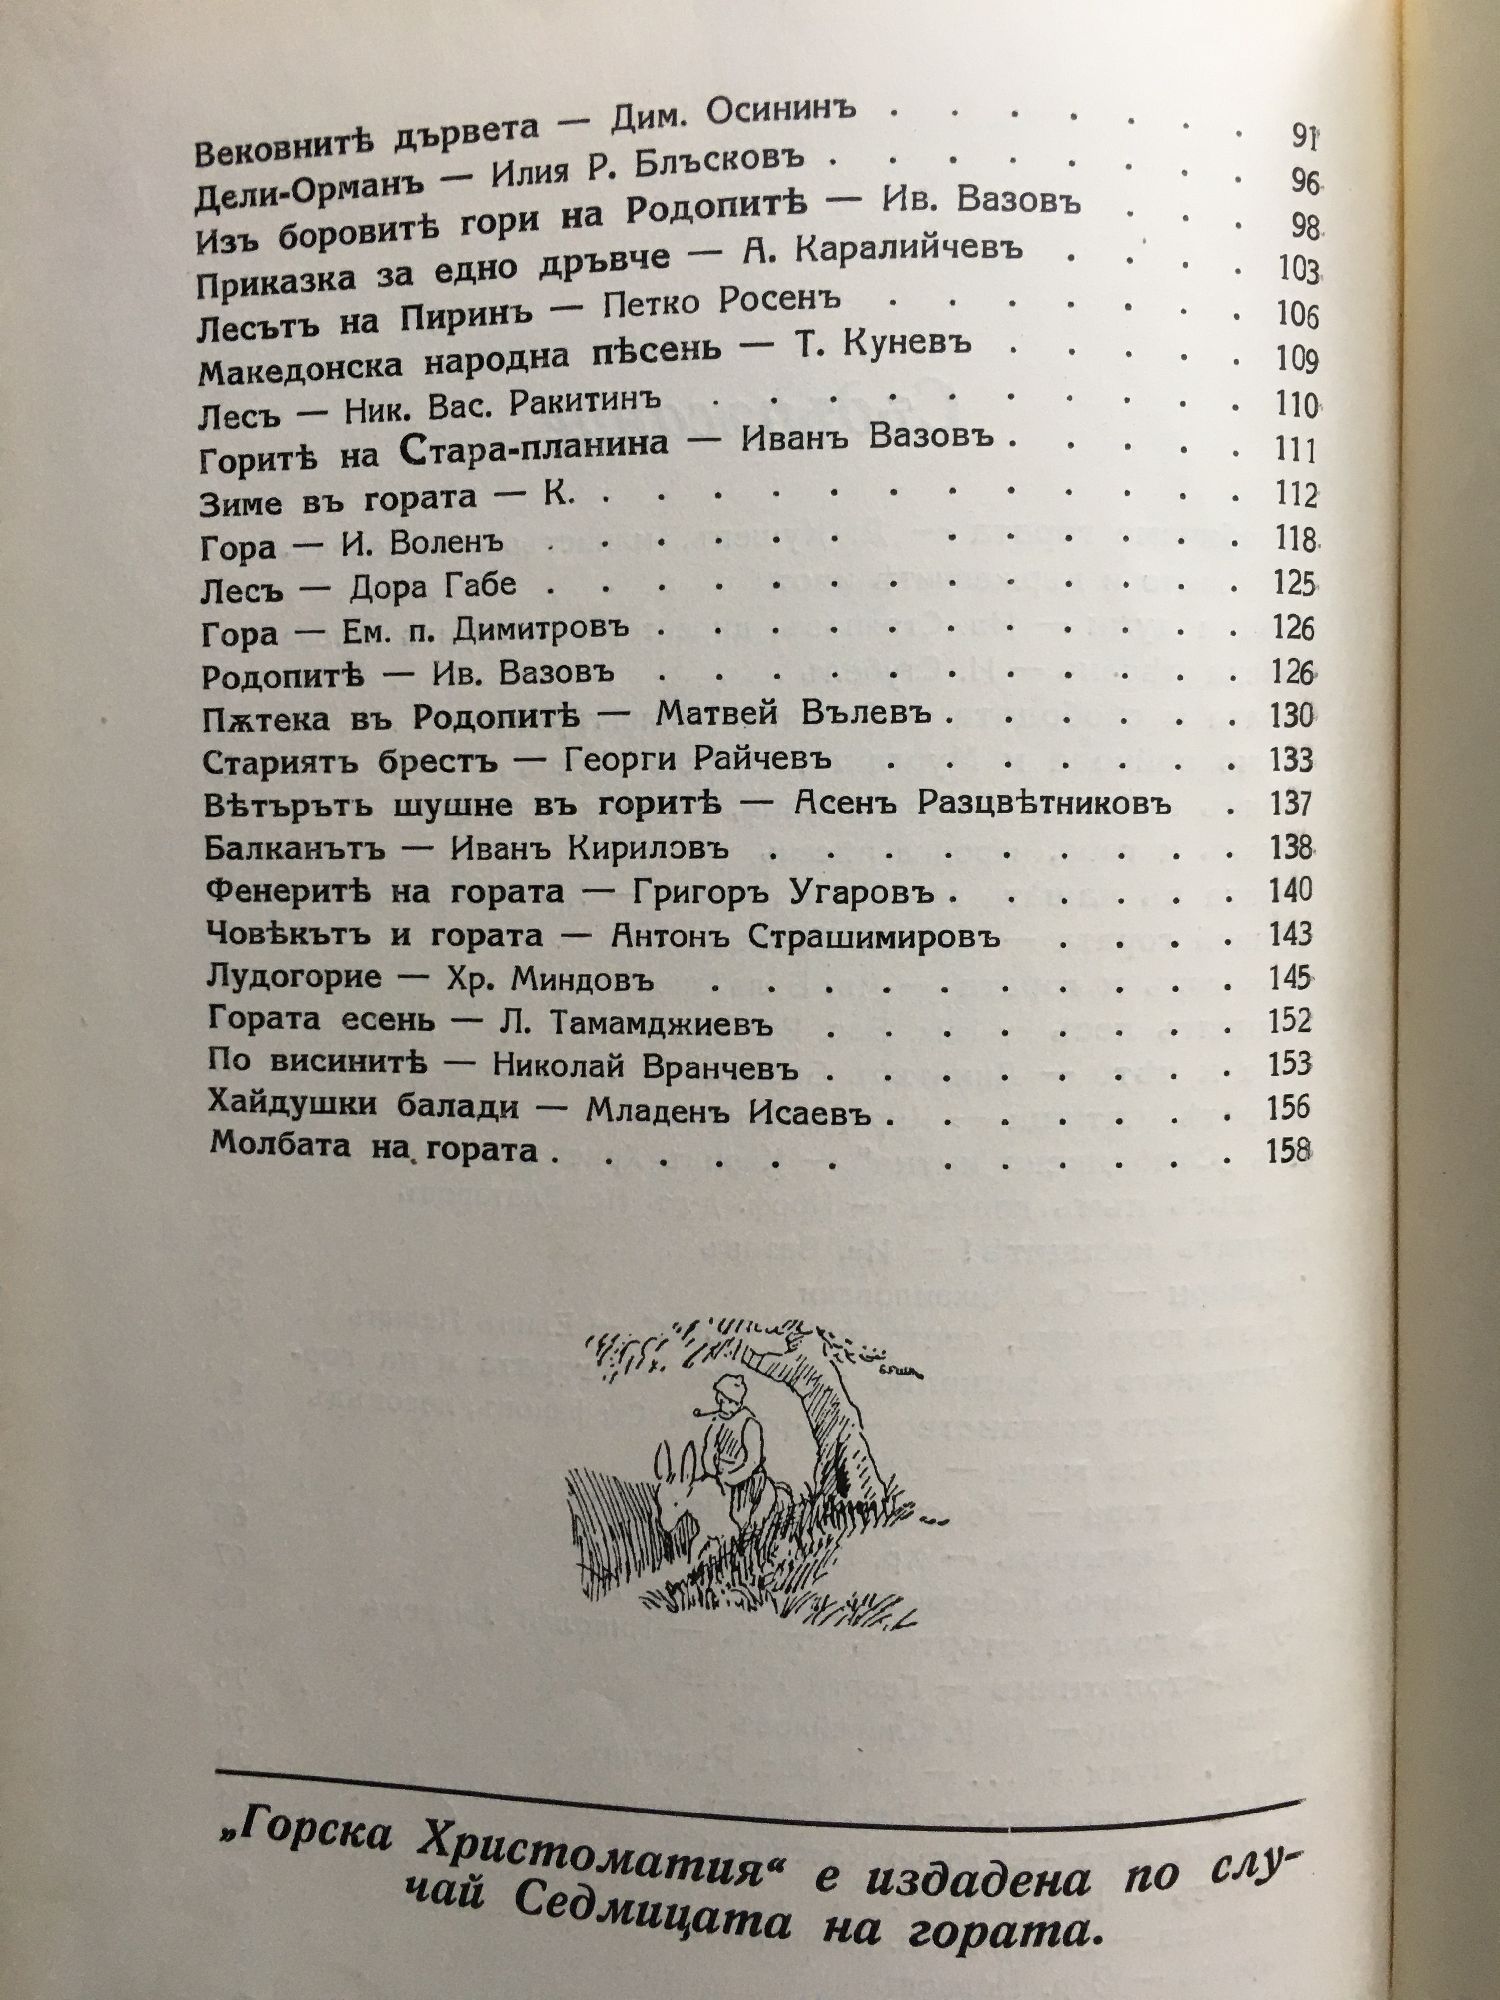 Вековнитѣ дървета — Дим. Осининъ . . . . . . . 91
Дели-Орманъ — Илия Р. Блъсковъ . . . . . . . . 96
Изъ боровитѣ гори на Родопитѣ — Ив. Вазовъ . . . 98
Приказка за едно дръвче — А. Каралийчевъ . . . . 103
Лесътъ на Пиринъ — Петко Росенъ . . . . . . . 106
Македонска народна пѣсень — Т. Куневъ . . . . . 109
Лесъ — Ник. Вас. Ракитинъ . . . . . . . . . . 110
Горитѣ на Стара-планина — Иванъ Вазовъ . . . . . 111
Зиме въ гората — К. . . . . . . . . . . . . 112
Гора — И. Воленъ . . . . . . . . . . . . . 118
Лесъ — Дора Габе . . . . . . . . . . . . . 125
Гора — Ем. п. Димитровъ . . . . . . . . . . . 126
Родопитѣ — Ив. Вазовъ . . . . . . . . . . . 126
Пѫтека въ Родопитѣ — Матвей Вълевъ . . . . . . 130
Стариятъ брестъ — Георги Райчевъ . . . . . . . 133
Вѣтърътъ шушне въ горитѣ — Асенъ Разцвѣтниковъ . 137
Балканътъ — Иванъ Кириловъ . . . . . . . . . 138
Фенеритѣ на гората — Григоръ Угаровъ . . . . . . 140
Човѣкътъ и гората — Антонъ Страшимировъ . . . . 143
Лудогорие — Хр. Миндовъ . . . . . . . . . . 145
Гората есень — Л. Тамамджиевъ . . . . . . . . 152
По висинитѣ — Николай Вранчевъ . . . . . . . . 153
Хайдушки балади — Младенъ Исаевъ . . . . . . . 156
Молбата на гората . . . . . . . . . . . . 158
„Горска Христоматия“ е издадена по слу-
чай Седмицата на гората.